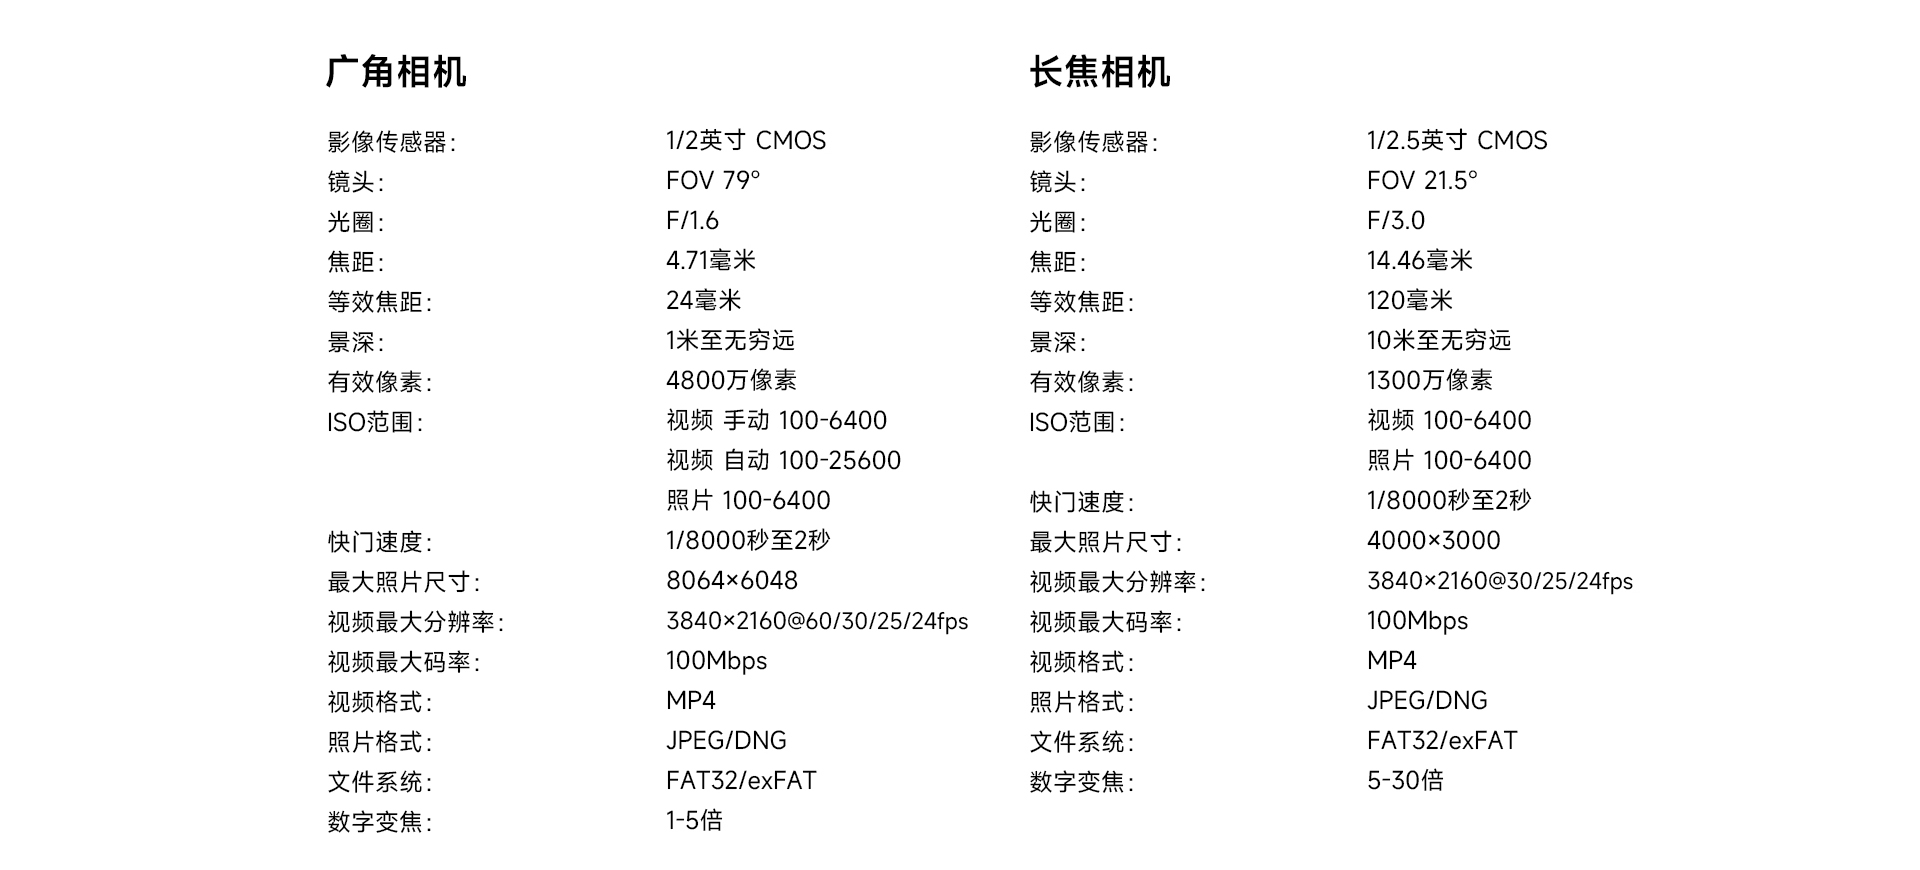 广角相机
影像传感器： 1/2英寸 CMOS
镜头： FOV 79°
光圈： F/1.6
焦距： 4.71毫米
等效焦距： 24毫米
景深： 1米至无穷远
有效像素： 4800万像素
ISO范围： 视频 手动 100-6400
视频 自动 100-25600
照片 100-6400
快门速度： 1/8000秒至2秒
最大照片尺寸： 8064×6048
视频最大分辨率： 3840×2160@60/30/25/24fps
视频最大码率： 100Mbps
视频格式： MP4
照片格式： JPEG/DNG
文件系统： FAT32/exFAT
数字变焦： 1-5倍
长焦相机
影像传感器： 1/2.5英寸 CMOS
镜头： FOV 21.5°
光圈： F/3.0
焦距： 14.46毫米
等效焦距： 120毫米
景深： 10米至无穷远
有效像素： 1300万像素
ISO范围： 视频 100-6400
照片 100-6400
快门速度： 1/8000秒至2秒
最大照片尺寸： 4000×3000
视频最大分辨率： 3840×2160@30/25/24fps
视频最大码率： 100Mbps
视频格式： MP4
照片格式： JPEG/DNG
文件系统： FAT32/exFAT
数字变焦： 5-30倍